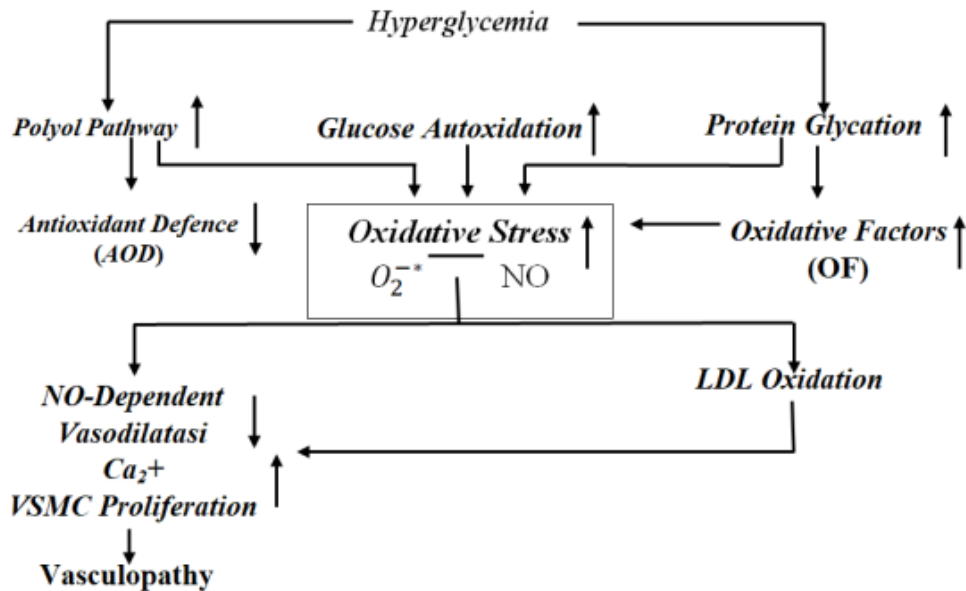 Hyperglycemia
Polyol Pathway
Glucose Autoxidation
Protein Glycation
Antioxidant Defence
(AOD)
Oxidative Stress
O₂⁻* NO
Oxidative Factors
(OF)
NO-Dependent
Vasodilatasi
Ca₂+
VSMC Proliferation
LDL Oxidation
Vasculopathy